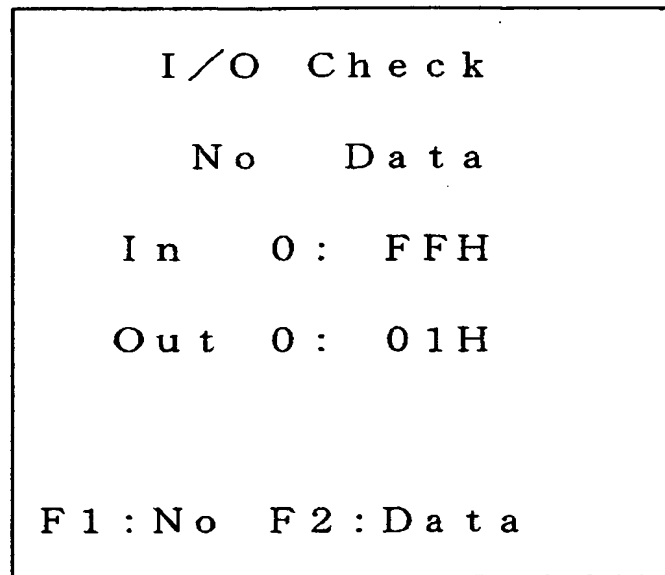 I/O Check
No Data
In 0: FFH
Out 0: 01H
F1:No F2:Data